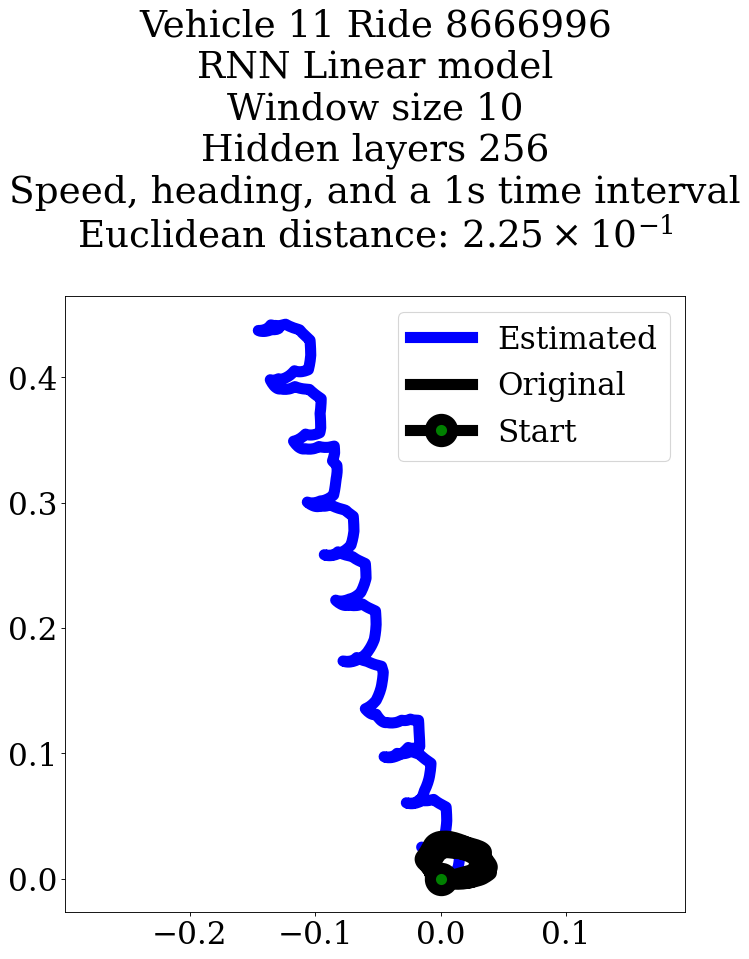 Vehicle 11 Ride 8666996
RNN Linear model
Window size 10
Hidden layers 256
Speed, heading, and a 1s time interval
Euclidean distance: 2.25 × 10⁻¹
Estimated
Original
Start
0.4
0.3
0.2
0.1
0.0
−0.2 −0.1 0.0 0.1